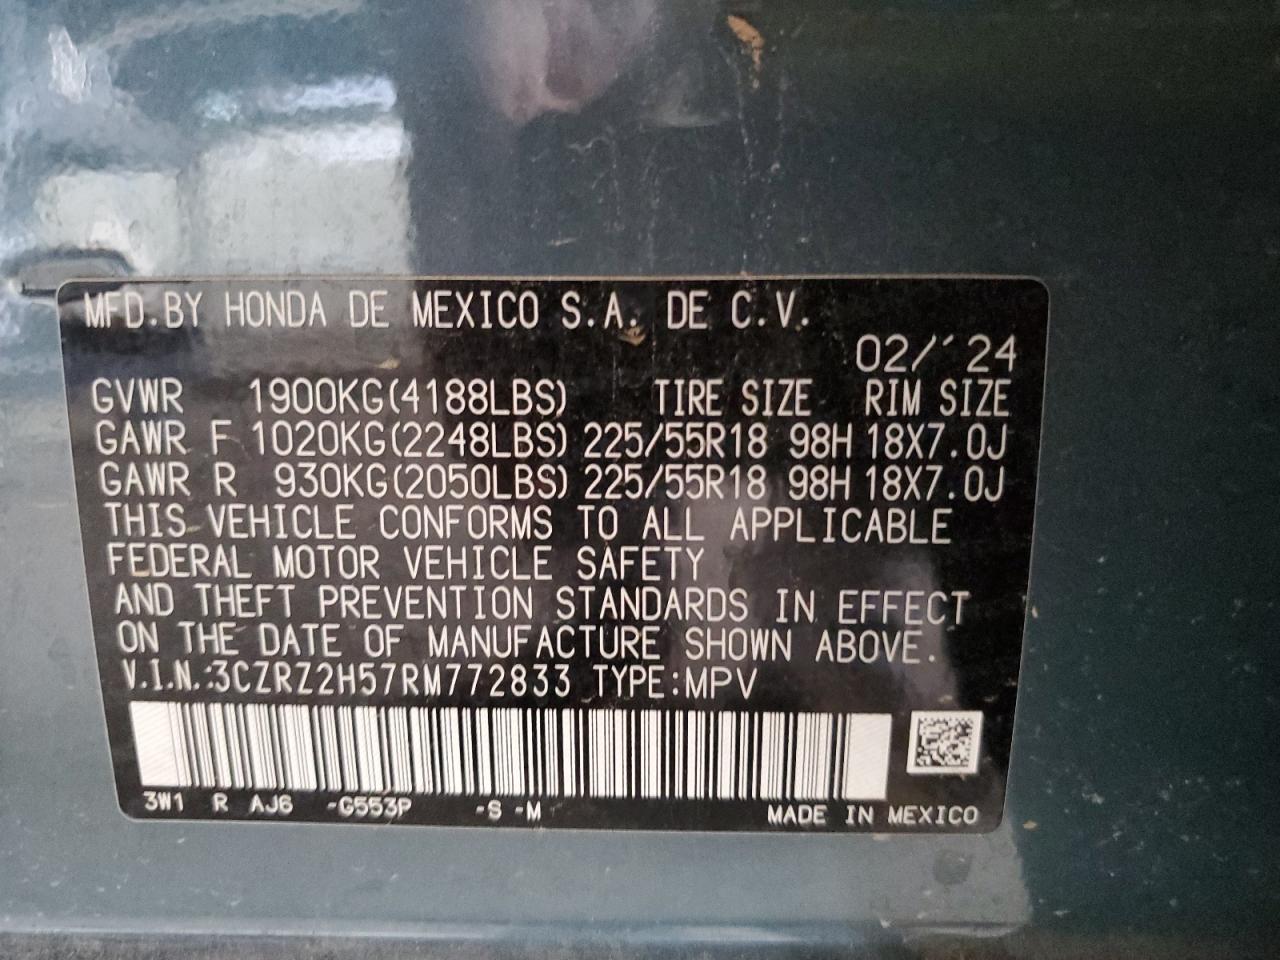 MFD.BY HONDA DE MEXICO S.A. DE C.V.
02/´24
GVWR 1900KG(4188LBS) TIRE SIZE RIM SIZE
GAWR F 1020KG(2248LBS) 225/55R18 98H 18X7.0J
GAWR R 930KG(2050LBS) 225/55R18 98H 18X7.0J
THIS VEHICLE CONFORMS TO ALL APPLICABLE
FEDERAL MOTOR VEHICLE SAFETY
AND THEFT PREVENTION STANDARDS IN EFFECT
ON THE DATE OF MANUFACTURE SHOWN ABOVE.
V.I.N.:3CZRZ2H57RM772833 TYPE:MPV
3W1 R AJ6 -G553P -S -M MADE IN MEXICO